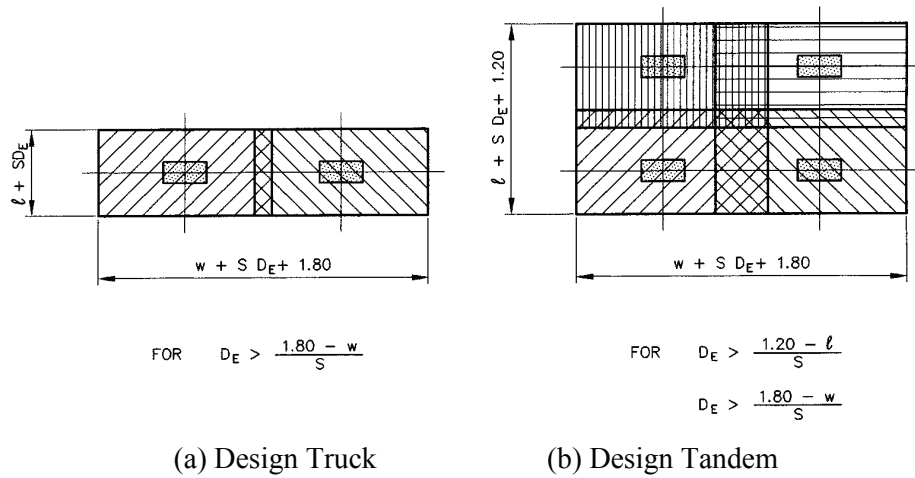 ℓ + SD_E
w + S D_E + 1.80
FOR D_E > (1.80 - w) / S
(a) Design Truck
ℓ + S D_E + 1.20
w + S D_E + 1.80
FOR D_E > (1.20 - ℓ) / S
D_E > (1.80 - w) / S
(b) Design Tandem